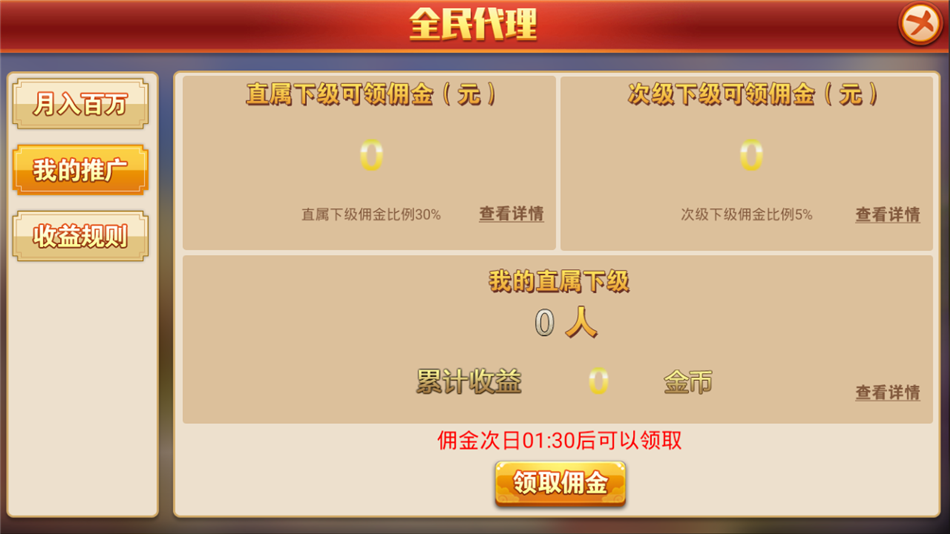 全民代理
月入百万
我的推广
收益规则
直属下级可领佣金（元）
0
直属下级佣金比例30%
查看详情
次级下级可领佣金（元）
0
次级下级佣金比例5%
查看详情
我的直属下级
0 人
累计收益 0 金币
查看详情
佣金次日01:30后可以领取
领取佣金